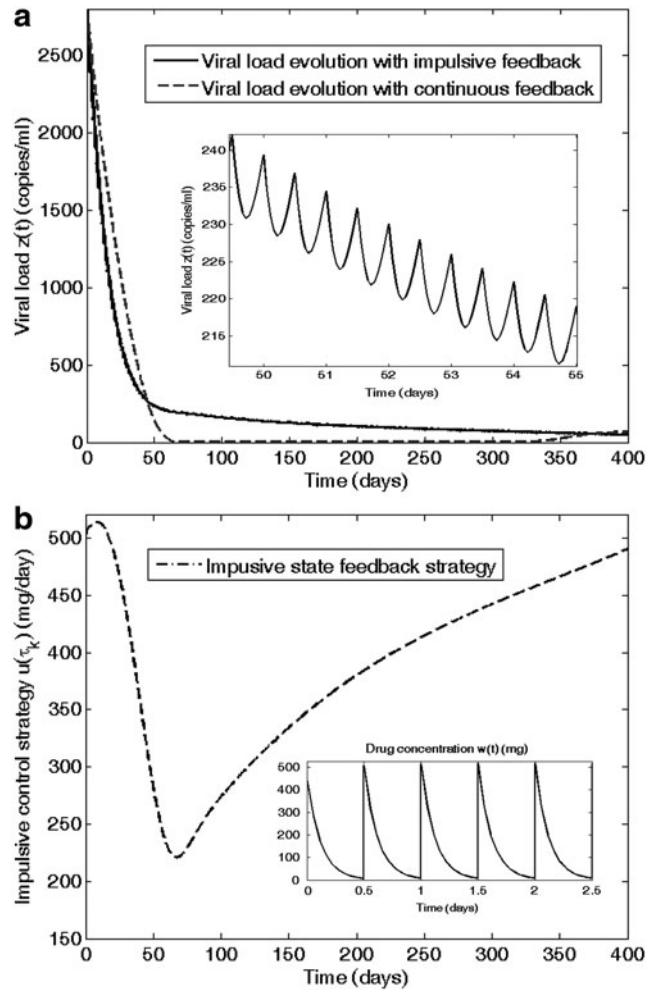 a
Viral load evolution with impulsive feedback
Viral load evolution with continuous feedback
Viral load z(t) (copies/ml)
2500
2000
1500
1000
500
0
Viral load z(t) (copies/ml)
240
236
230
226
220
216
50 51 52 53 54 55
Time (days)
0 50 100 150 200 250 300 350 400
Time (days)
b
Impusive state feedback strategy
Impulsive control strategy u(τk) (mg/day)
500
450
400
350
300
250
200
150
Drug concentration w(t) (mg)
500
400
300
200
100
0
0 0.5 1 1.5 2 2.5
Time (days)
0 50 100 150 200 250 300 350 400
Time (days)